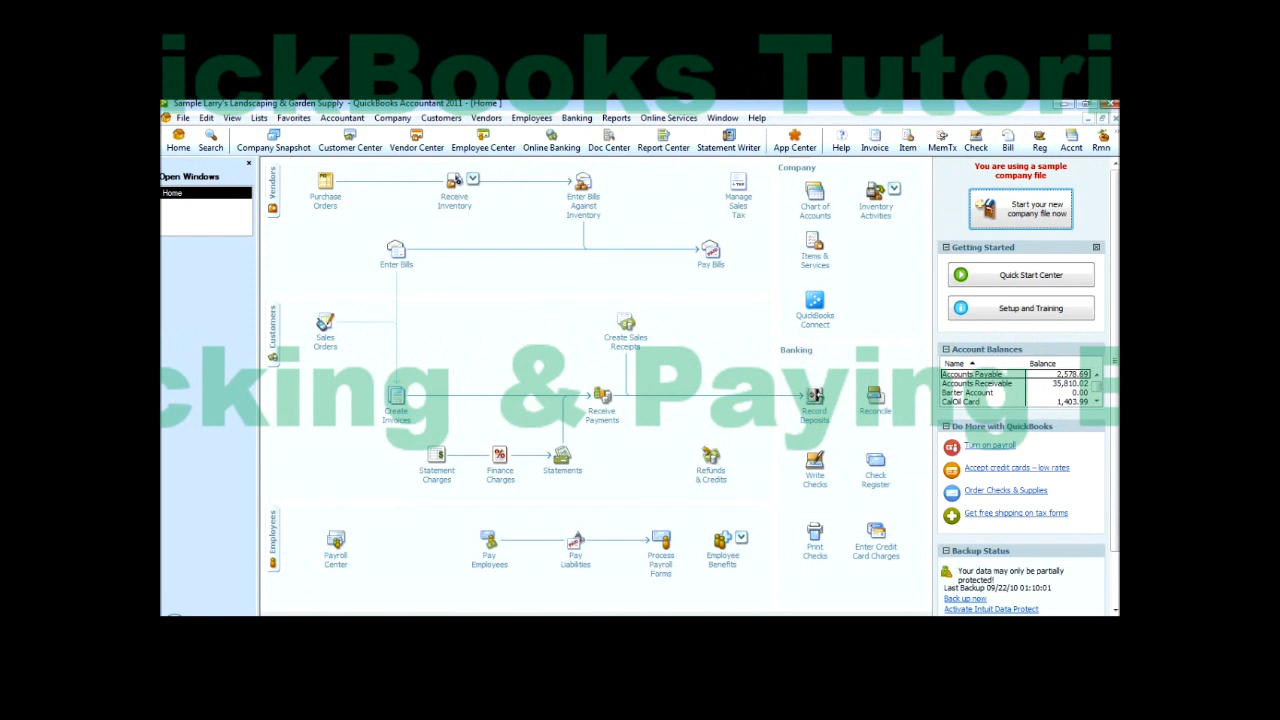 ickBooks Tutori
Sample Larry's Landscaping & Garden Supply - QuickBooks Accountant 2011 - [Home ]
File Edit View Lists Favorites Accountant Company Customers Vendors Employees Banking Reports Online Services Window Help
Home Search Company Snapshot Customer Center Vendor Center Employee Center Online Banking Doc Center Report Center Statement Writer App Center Help Invoice Item MemTx Check Bill Reg Accnt Rmn
Open Windows
Home
Vendors
Purchase
Orders
Receive
Inventory
Enter Bills
Against
Inventory
Manage
Sales
Tax
Enter Bills
Pay Bills
Customers
Sales
Orders
Create Sales
Receipts
cking & Paying B
Create
Invoices
Receive
Payments
Statement
Charges
Finance
Charges
Statements
Refunds
& Credits
Employees
Payroll
Center
Pay
Employees
Pay
Liabilities
Process
Payroll
Forms
Employee
Benefits
Company
Chart of
Accounts
Inventory
Activities
Items &
Services
QuickBooks
Connect
Banking
Record
Deposits
Reconcile
Write
Checks
Check
Register
Print
Checks
Enter Credit
Card Charges
You are using a sample
company file
Start your new
company file now
Getting Started
Quick Start Center
Setup and Training
Account Balances
Name Balance
Accounts Payable 2,578.69
Accounts Receivable 35,810.02
Barter Account 0.00
CalOil Card 1,403.99
Do More with QuickBooks
Turn on payroll
Accept credit cards – low rates
Order Checks & Supplies
Get free shipping on tax forms
Backup Status
Your data may only be partially
protected!
Last Backup 09/22/10 01:10:01
Back up now
Activate Intuit Data Protect